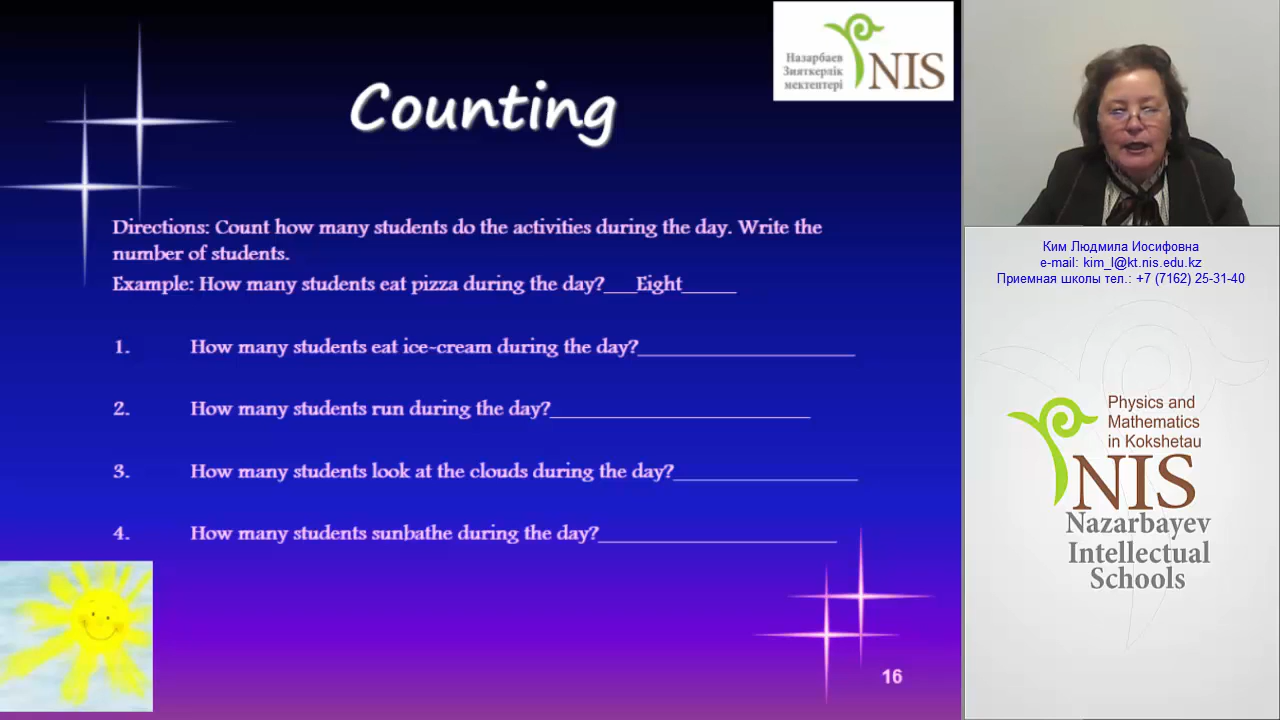 Counting
Назарбаев
Зияткерлік
мектептері
NIS
Directions: Count how many students do the activities during the day. Write the
number of students.
Example: How many students eat pizza during the day?___Eight_____
1. How many students eat ice-cream during the day?____________________
2. How many students run during the day?________________________
3. How many students look at the clouds during the day?_________________
4. How many students sunbathe during the day?______________________
16
Ким Людмила Иосифовна
e-mail: kim_l@kt.nis.edu.kz
Приемная школы тел.: +7 (7162) 25-31-40
Physics and
Mathematics
in Kokshetau
NIS
Nazarbayev
Intellectual
Schools